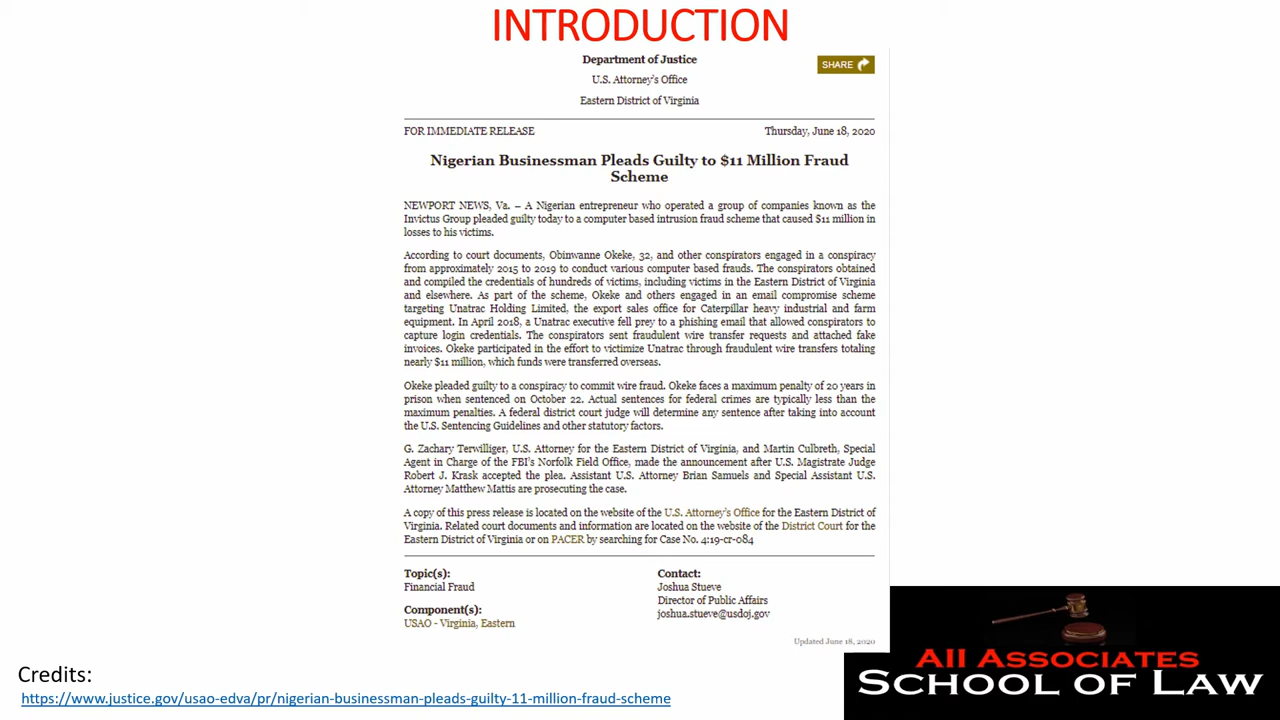 INTRODUCTION
Department of Justice
SHARE
U.S. Attorney's Office
Eastern District of Virginia
FOR IMMEDIATE RELEASE
Thursday, June 18, 2020
Nigerian Businessman Pleads Guilty to $11 Million Fraud
Scheme
NEWPORT NEWS, Va. – A Nigerian entrepreneur who operated a group of companies known as the
Invictus Group pleaded guilty today to a computer based intrusion fraud scheme that caused $11 million in
losses to his victims.
According to court documents, Obinwanne Okeke, 32, and other conspirators engaged in a conspiracy
from approximately 2015 to 2019 to conduct various computer based frauds. The conspirators obtained
and compiled the credentials of hundreds of victims, including victims in the Eastern District of Virginia
and elsewhere. As part of the scheme, Okeke and others engaged in an email compromise scheme
targeting Unatrac Holding Limited, the export sales office for Caterpillar heavy industrial and farm
equipment. In April 2018, a Unatrac executive fell prey to a phishing email that allowed conspirators to
capture login credentials. The conspirators sent fraudulent wire transfer requests and attached fake
invoices. Okeke participated in the effort to victimize Unatrac through fraudulent wire transfers totaling
nearly $11 million, which funds were transferred overseas.
Okeke pleaded guilty to a conspiracy to commit wire fraud. Okeke faces a maximum penalty of 20 years in
prison when sentenced on October 22. Actual sentences for federal crimes are typically less than the
maximum penalties. A federal district court judge will determine any sentence after taking into account
the U.S. Sentencing Guidelines and other statutory factors.
G. Zachary Terwilliger, U.S. Attorney for the Eastern District of Virginia, and Martin Culbreth, Special
Agent in Charge of the FBI's Norfolk Field Office, made the announcement after U.S. Magistrate Judge
Robert J. Krask accepted the plea. Assistant U.S. Attorney Brian Samuels and Special Assistant U.S.
Attorney Matthew Mattis are prosecuting the case.
A copy of this press release is located on the website of the U.S. Attorney's Office for the Eastern District of
Virginia. Related court documents and information are located on the website of the District Court for the
Eastern District of Virginia or on PACER by searching for Case No. 4:19-cr-084
Topic(s):
Financial Fraud
Component(s):
USAO - Virginia, Eastern
Contact:
Joshua Stueve
Director of Public Affairs
joshua.stueve@usdoj.gov
Updated June 18, 2020
Credits:
https://www.justice.gov/usao-edva/pr/nigerian-businessman-pleads-guilty-11-million-fraud-scheme
All Associates
SCHOOL OF LAW